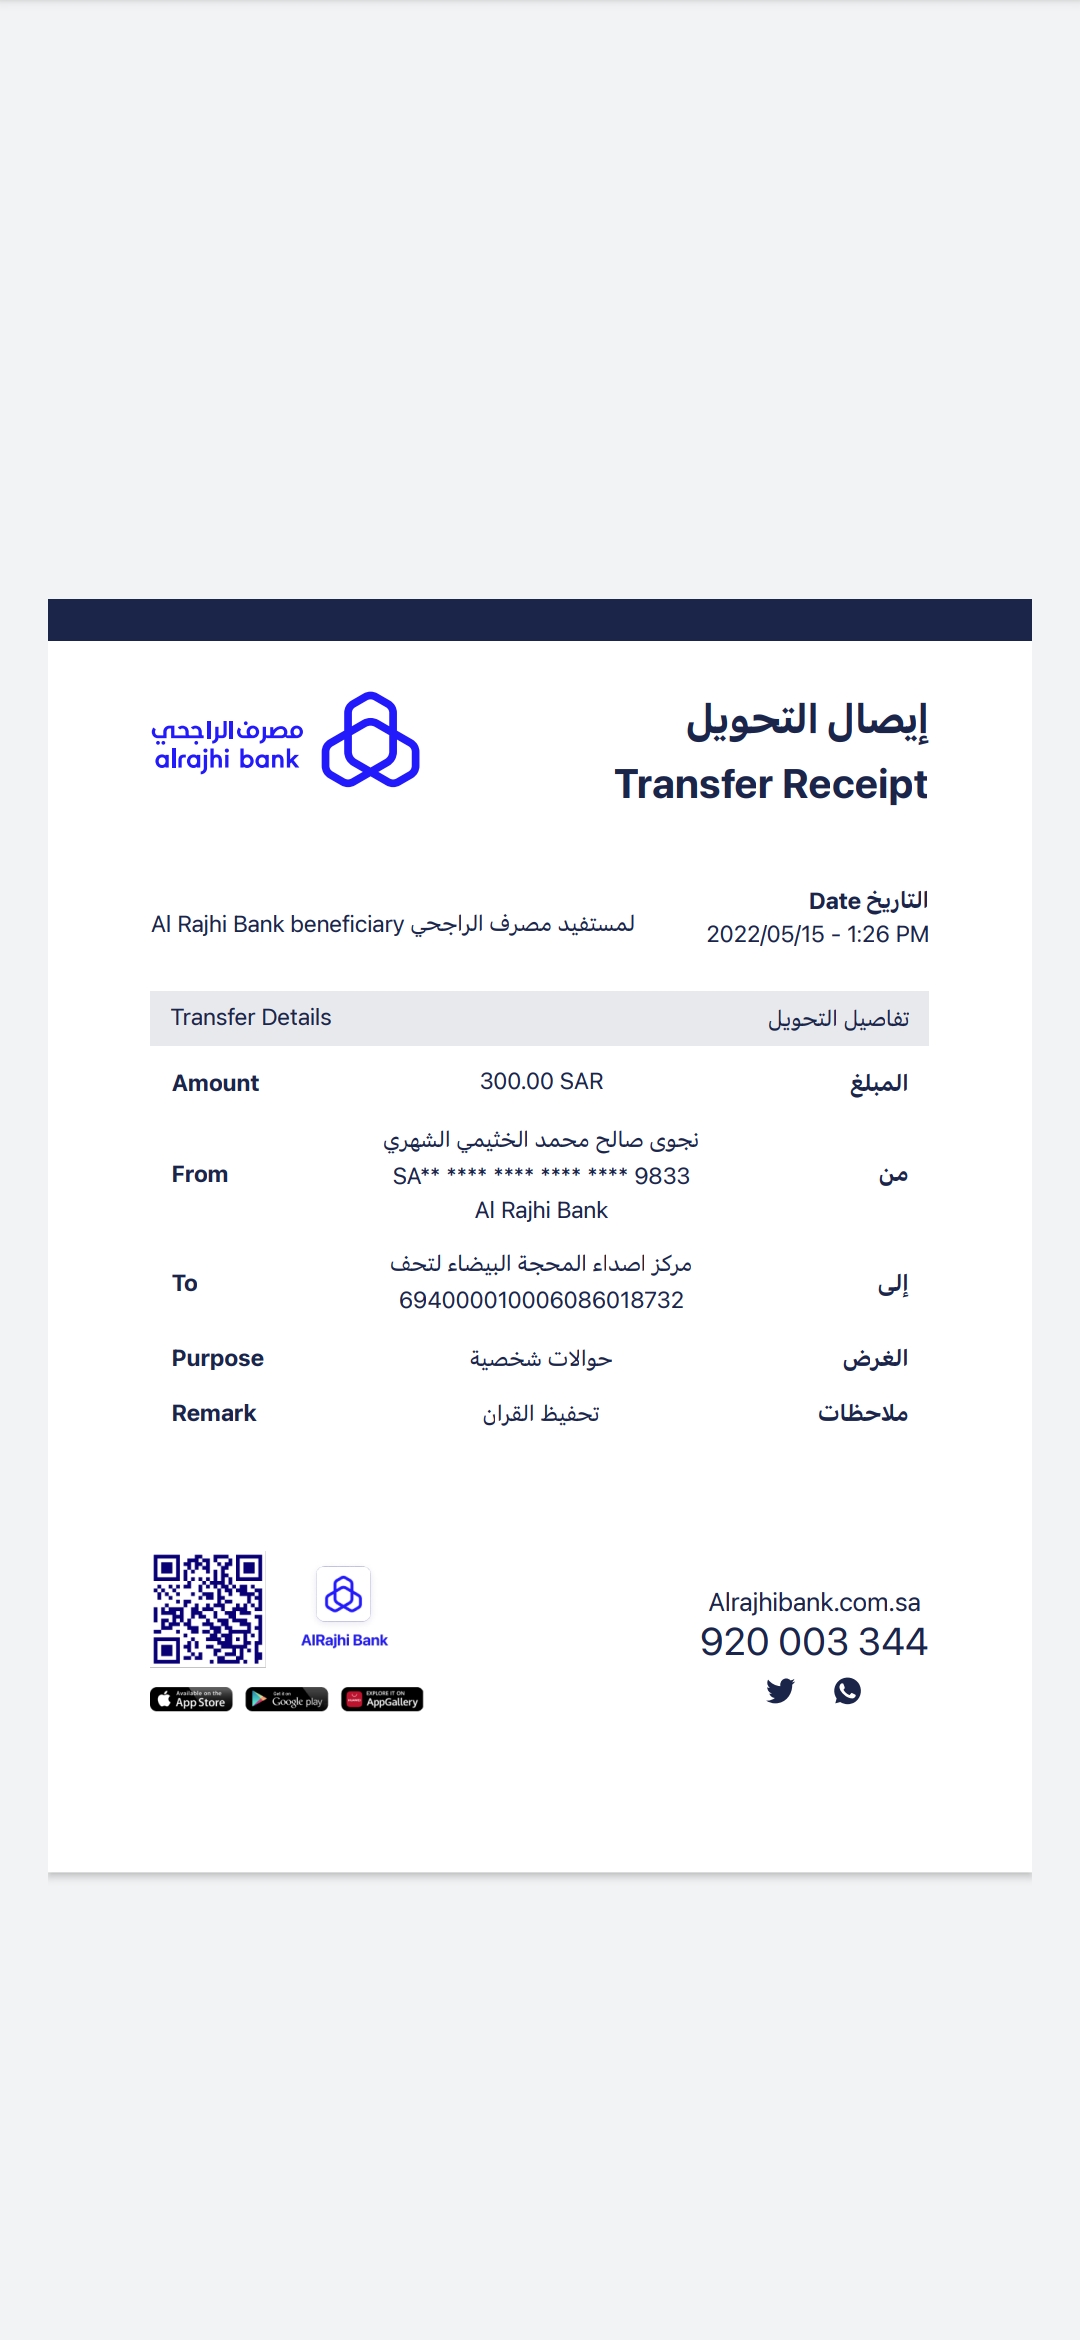 مصرف الراجحي
alrajhi bank
إيصال التحويل
Transfer Receipt
التاريخ Date
2022/05/15 - 1:26 PM
Al Rajhi Bank beneficiary لمستفيد مصرف الراجحي
Transfer Details تفاصيل التحويل
Amount 300.00 SAR المبلغ
نجوى صالح محمد الخثيمي الشهري
From SA** **** **** **** **** 9833 من
Al Rajhi Bank
مركز اصداء المحجة البيضاء لتحف
To إلى
694000010006086018732
Purpose حوالات شخصية الغرض
Remark تحفيظ القران ملاحظات
AlRajhi Bank
Available on the
App Store
Get it on
Google play
EXPLORE IT ON
AppGallery
Alrajhibank.com.sa
920 003 344